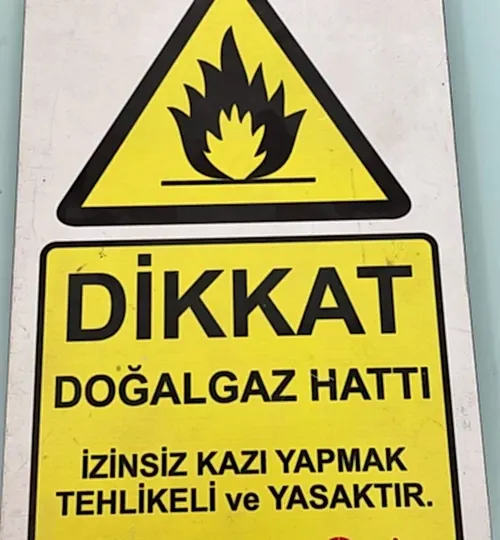 DİKKAT
DOĞALGAZ HATTI
İZİNSİZ KAZI YAPMAK
TEHLİKELİ ve YASAKTIR.